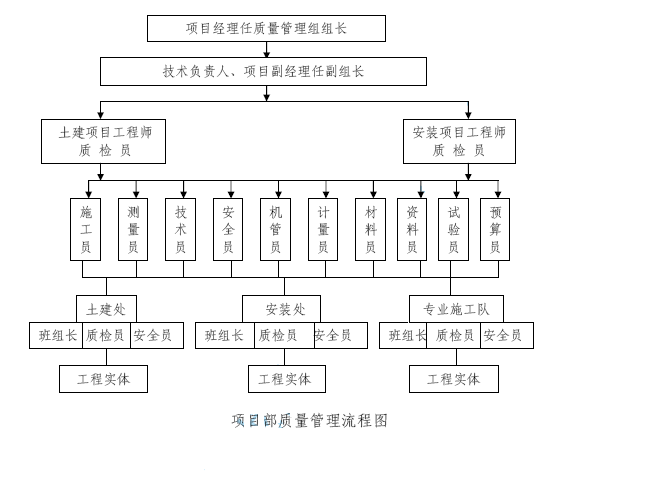 项目经理任质量管理组组长
技术负责人、项目副经理任副组长
土建项目工程师
质 检 员
安装项目工程师
质 检 员
施工员
测量员
技术员
安全员
机管员
计量员
材料员
资料员
试验员
预算员
土建处
班组长 质检员 安全员
工程实体
安装处
班组长 质检员 安全员
工程实体
专业施工队
班组长 质检员 安全员
工程实体
项目部质量管理流程图